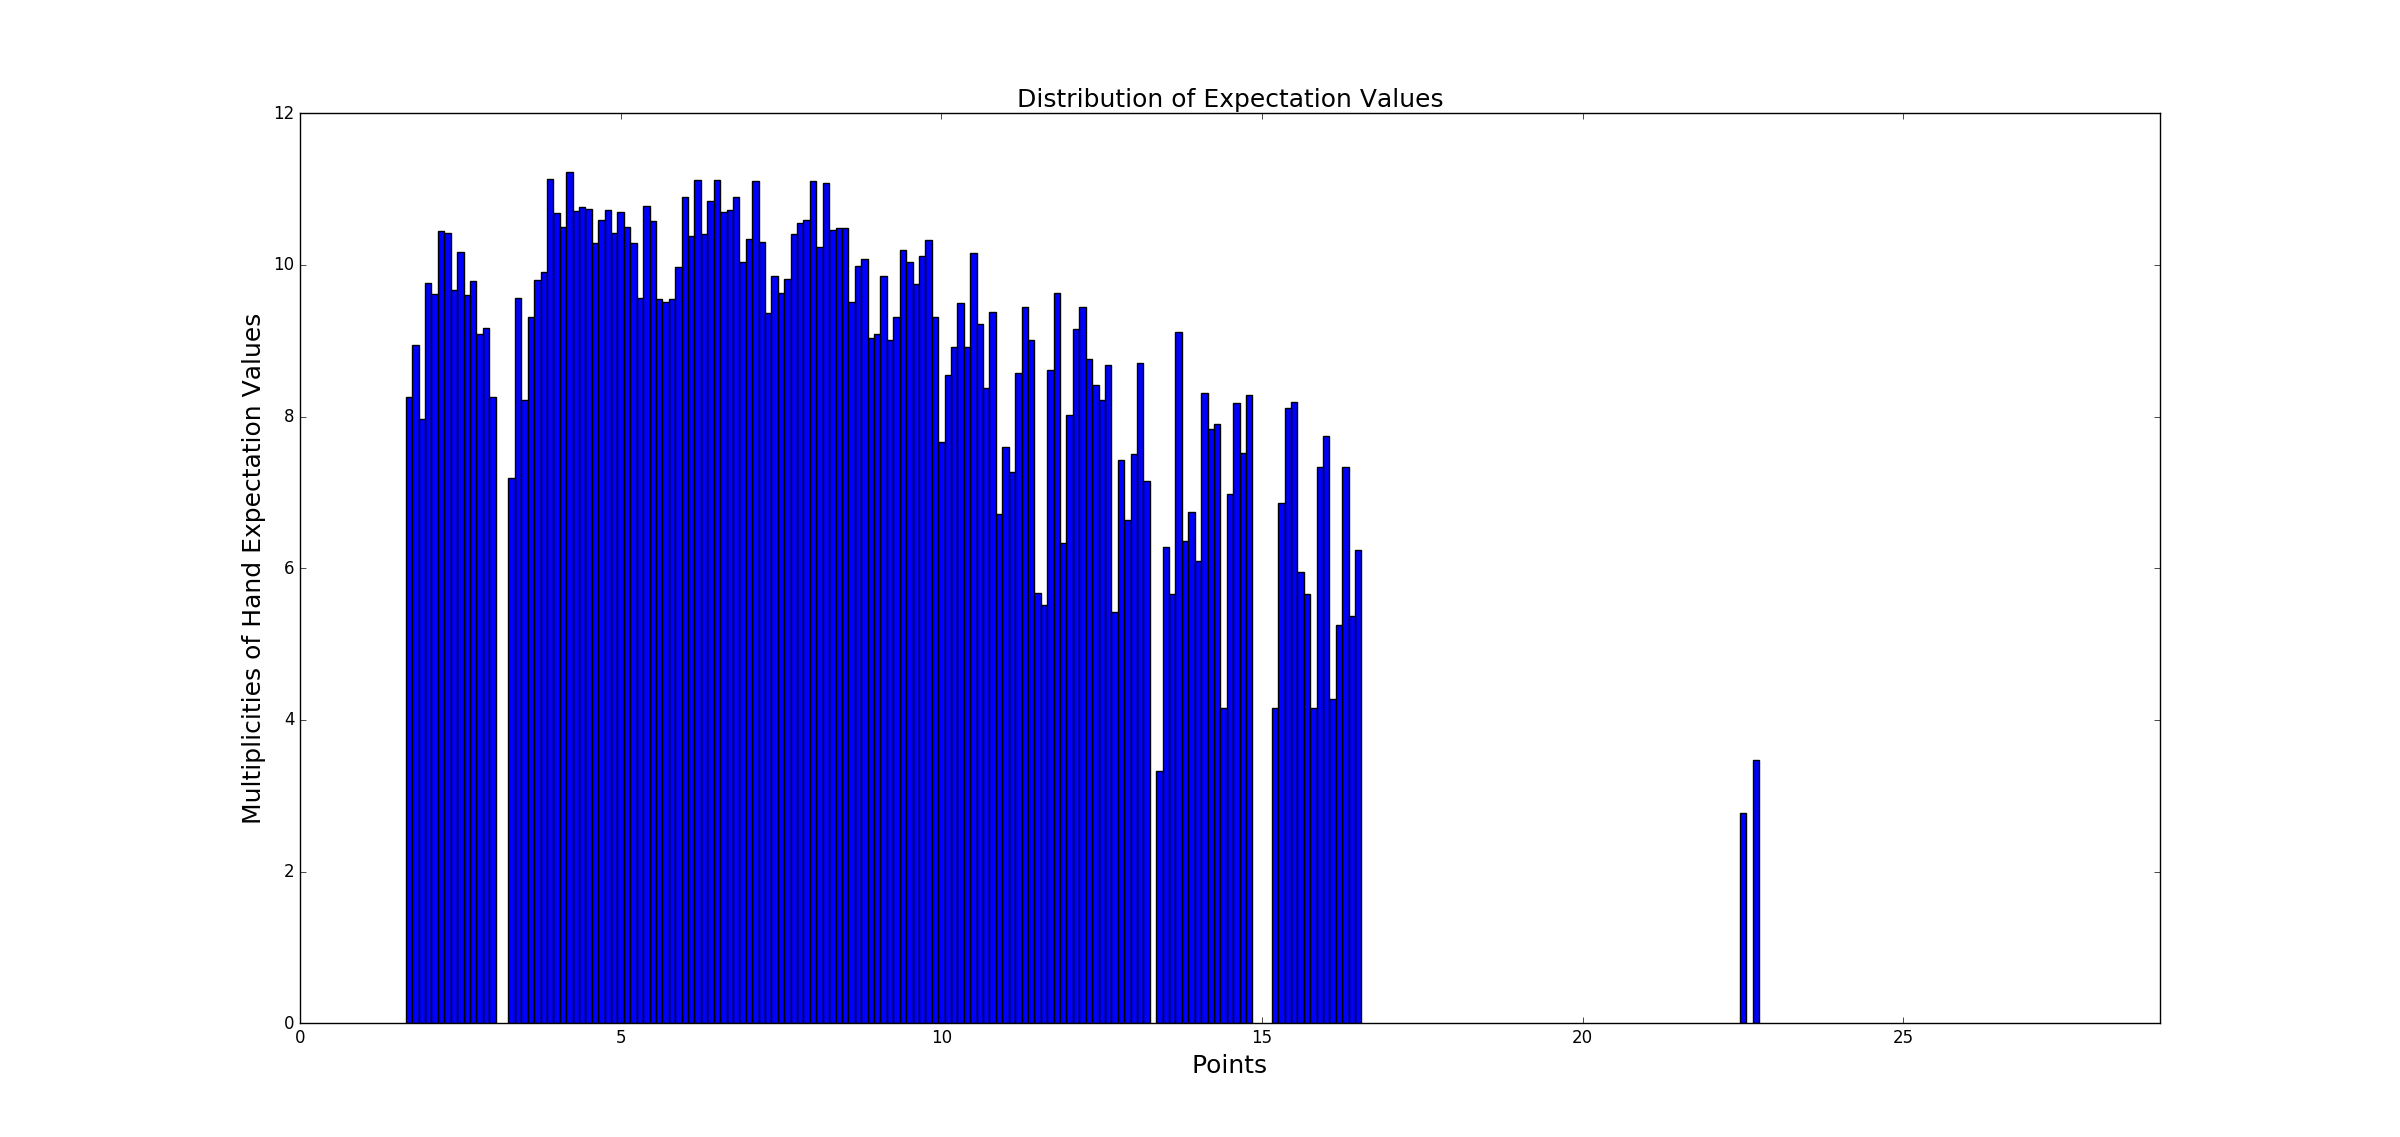 Distribution of Expectation Values
12
10
8
6
4
2
0
Multiplicities of Hand Expectation Values
0 5 10 15 20 25
Points